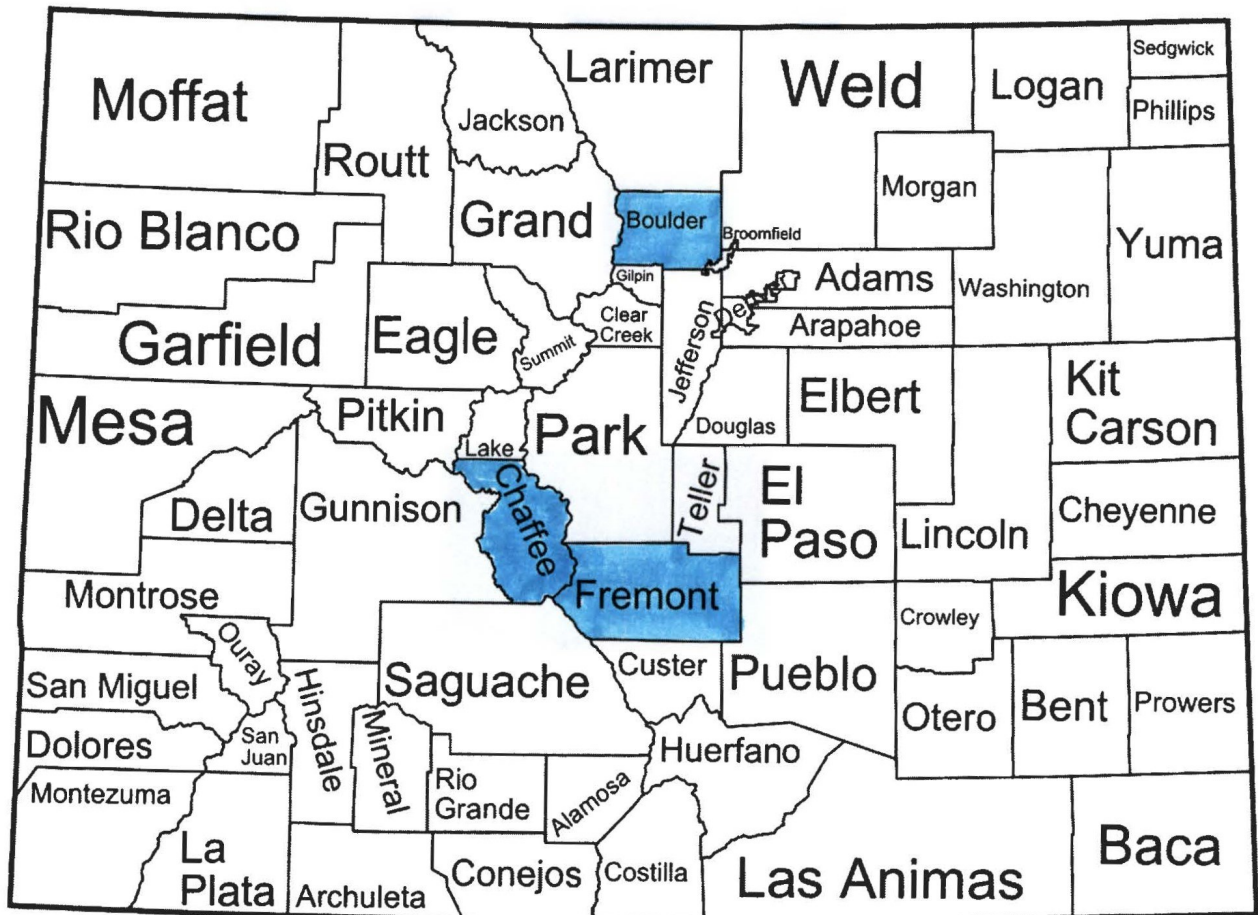 Moffat
Routt
Jackson
Larimer
Weld
Logan
Sedgwick
Phillips
Morgan
Rio Blanco
Grand
Boulder
Broomfield
Washington
Yuma
Garfield
Eagle
Summit
Gilpin
Clear
Creek
Jefferson
Denver
Adams
Arapahoe
Mesa
Pitkin
Lake
Park
Douglas
Elbert
Kit
Carson
Delta
Gunnison
Chaffee
Teller
El
Paso
Lincoln
Cheyenne
Montrose
Fremont
Crowley
Kiowa
Ouray
San Miguel
Hinsdale
Saguache
Custer
Pueblo
Otero
Bent
Prowers
Dolores
San
Juan
Mineral
Rio
Grande
Alamosa
Huerfano
Montezuma
La
Plata
Archuleta
Conejos
Costilla
Las Animas
Baca